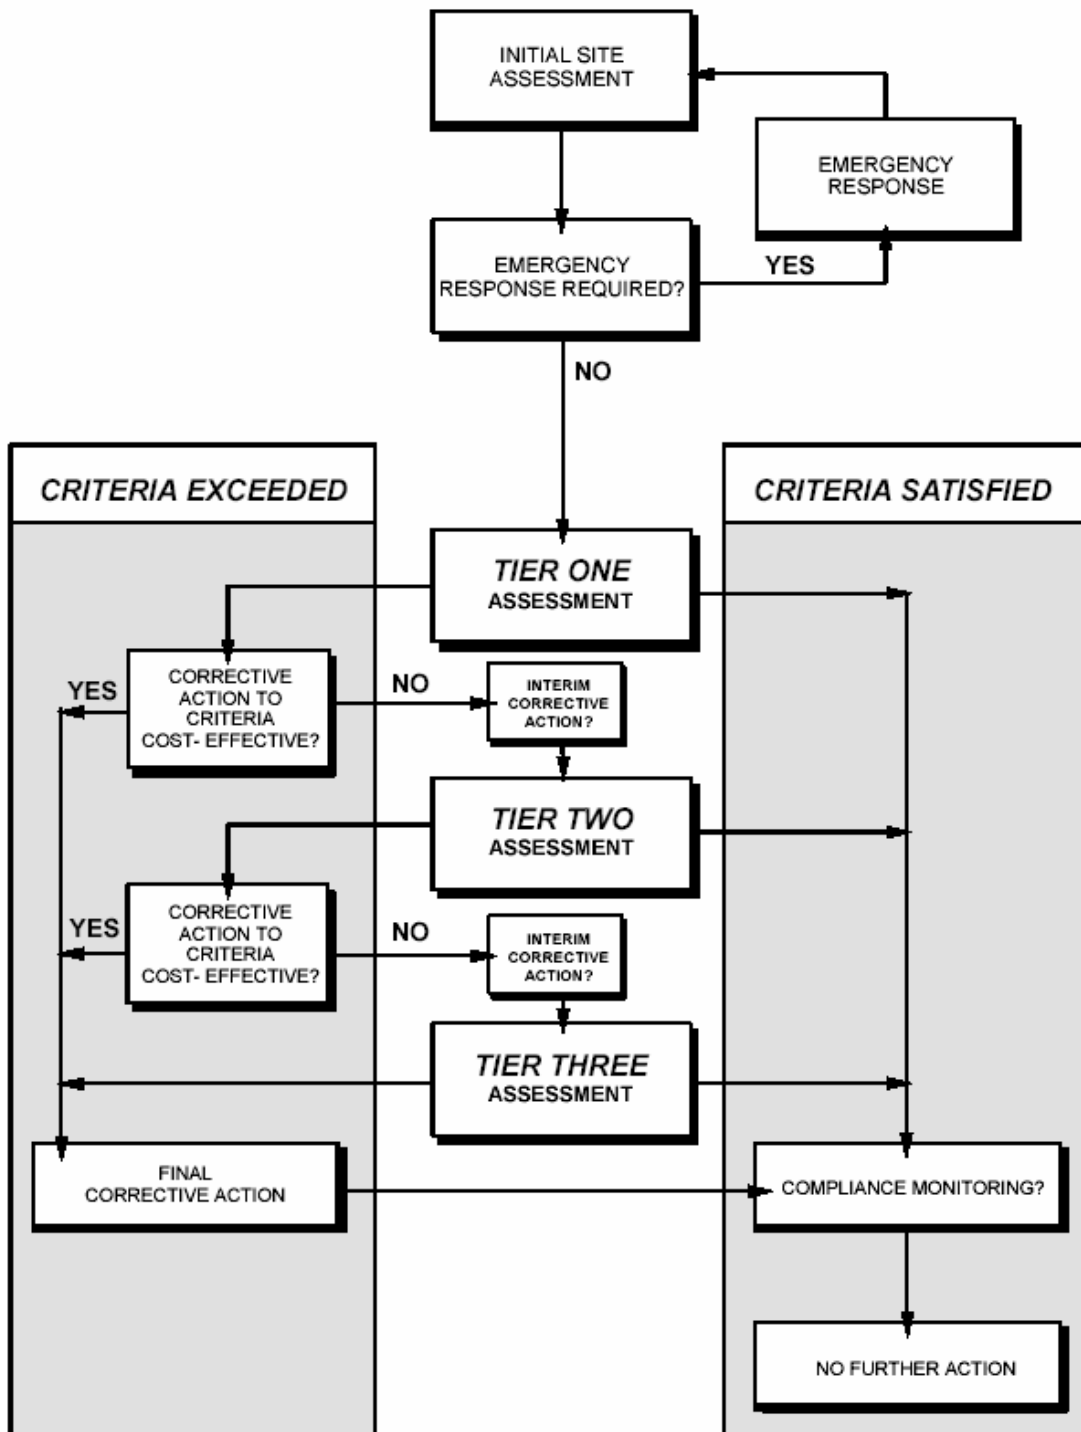 INITIAL SITE
ASSESSMENT
EMERGENCY
RESPONSE
EMERGENCY
RESPONSE REQUIRED?
YES
NO
CRITERIA EXCEEDED
CRITERIA SATISFIED
TIER ONE
ASSESSMENT
CORRECTIVE
ACTION TO
CRITERIA
COST- EFFECTIVE?
YES
NO
INTERIM
CORRECTIVE
ACTION?
TIER TWO
ASSESSMENT
CORRECTIVE
ACTION TO
CRITERIA
COST- EFFECTIVE?
YES
NO
INTERIM
CORRECTIVE
ACTION?
TIER THREE
ASSESSMENT
FINAL
CORRECTIVE ACTION
COMPLIANCE MONITORING?
NO FURTHER ACTION